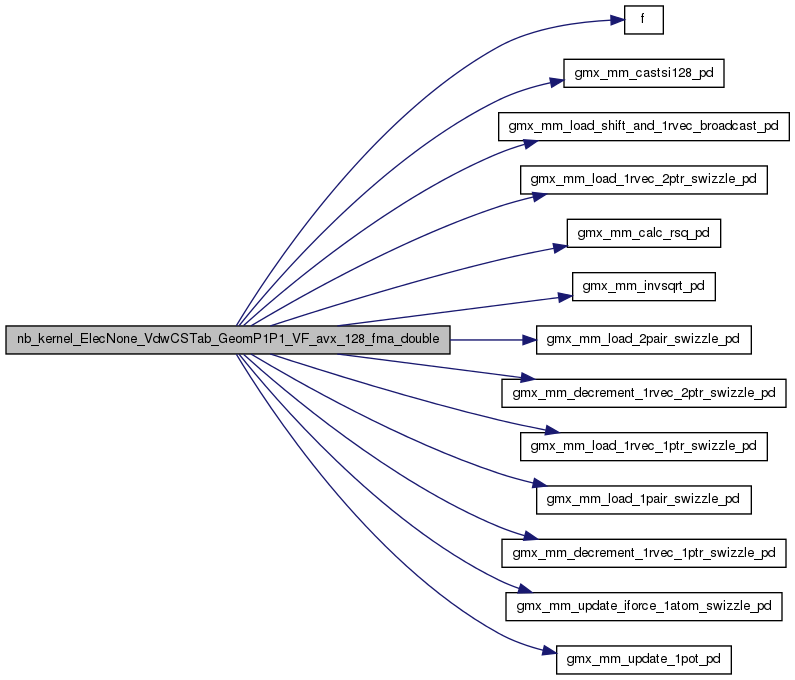 f
gmx_mm_castsi128_pd
gmx_mm_load_shift_and_1rvec_broadcast_pd
gmx_mm_load_1rvec_2ptr_swizzle_pd
gmx_mm_calc_rsq_pd
gmx_mm_invsqrt_pd
nb_kernel_ElecNone_VdwCSTab_GeomP1P1_VF_avx_128_fma_double
gmx_mm_load_2pair_swizzle_pd
gmx_mm_decrement_1rvec_2ptr_swizzle_pd
gmx_mm_load_1rvec_1ptr_swizzle_pd
gmx_mm_load_1pair_swizzle_pd
gmx_mm_decrement_1rvec_1ptr_swizzle_pd
gmx_mm_update_iforce_1atom_swizzle_pd
gmx_mm_update_1pot_pd